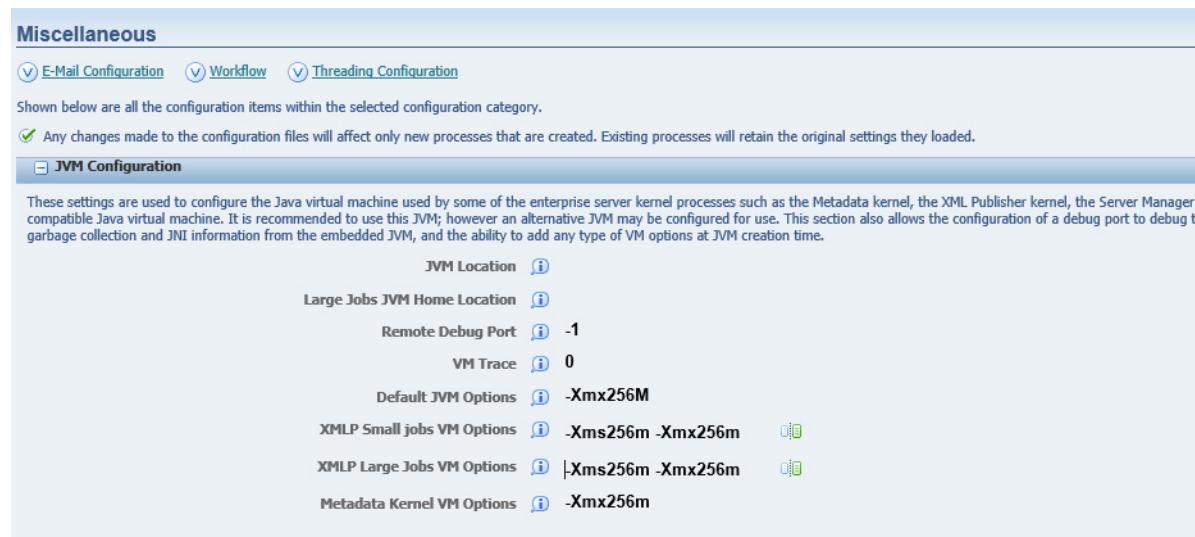 Miscellaneous
E-Mail Configuration Workflow Threading Configuration
Shown below are all the configuration items within the selected configuration category.
Any changes made to the configuration files will affect only new processes that are created. Existing processes will retain the original settings they loaded.
JVM Configuration
These settings are used to configure the Java virtual machine used by some of the enterprise server kernel processes such as the Metadata kernel, the XML Publisher kernel, the Server Manager
compatible Java virtual machine. It is recommended to use this JVM; however an alternative JVM may be configured for use. This section also allows the configuration of a debug port to debug t
garbage collection and JNI information from the embedded JVM, and the ability to add any type of VM options at JVM creation time.
JVM Location
Large Jobs JVM Home Location
Remote Debug Port -1
VM Trace 0
Default JVM Options -Xmx256M
XMLP Small jobs VM Options -Xms256m -Xmx256m
XMLP Large Jobs VM Options -Xms256m -Xmx256m
Metadata Kernel VM Options -Xmx256m